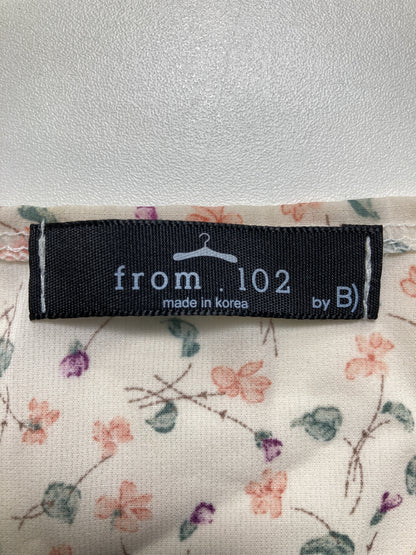 from . 102
made in korea
by B)